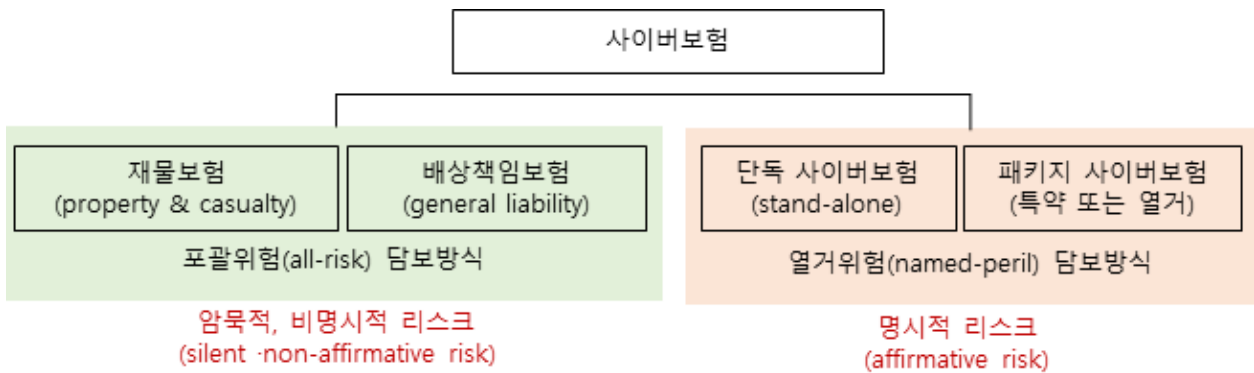 사이버보험
재물보험
(property & casualty)
배상책임보험
(general liability)
포괄위험(all-risk) 담보방식
암묵적, 비명시적 리스크
(silent ·non-affirmative risk)
단독 사이버보험
(stand-alone)
패키지 사이버보험
(특약 또는 열거)
열거위험(named-peril) 담보방식
명시적 리스크
(affirmative risk)